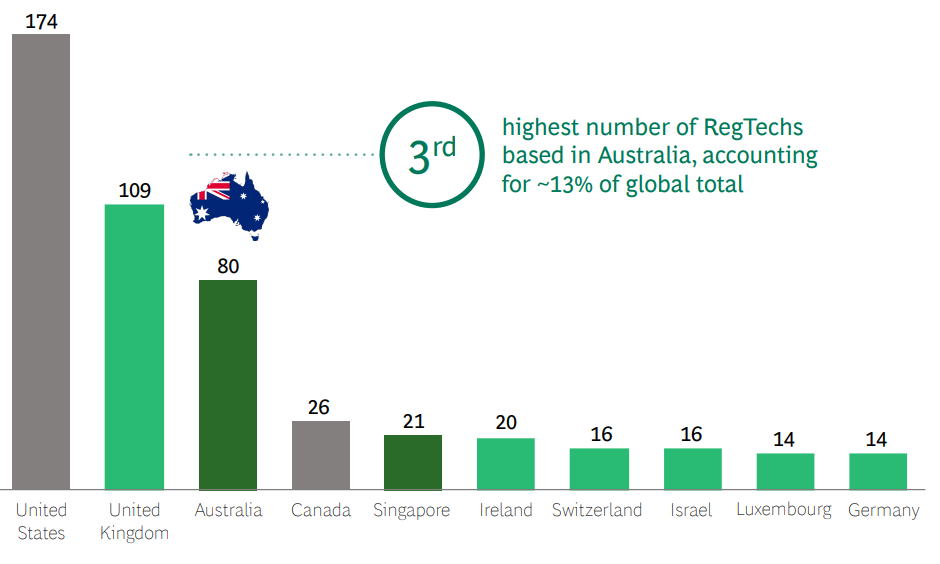 174
3rd
highest number of RegTechs
based in Australia, accounting
for ~13% of global total
109
80
26
21
20
16
16
14
14
United States
United Kingdom
Australia
Canada
Singapore
Ireland
Switzerland
Israel
Luxembourg
Germany